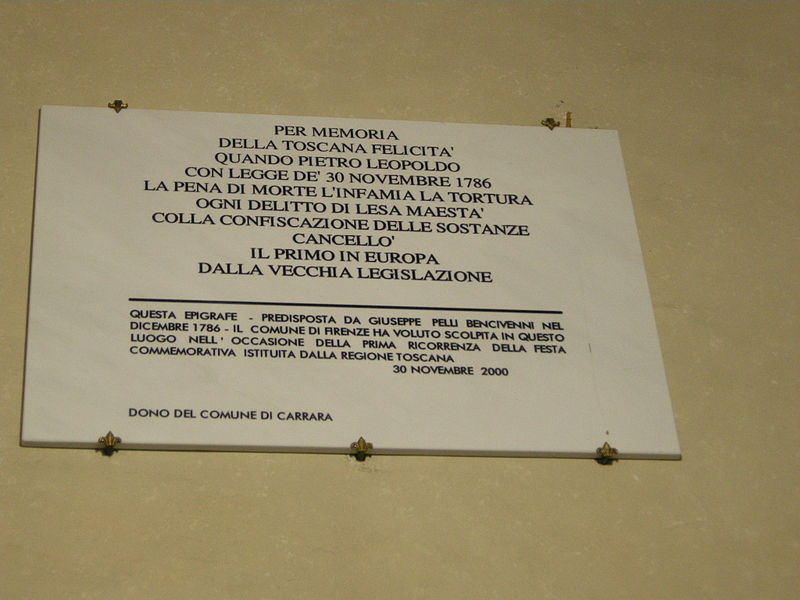 PER MEMORIA
DELLA TOSCANA FELICITA'
QUANDO PIETRO LEOPOLDO
CON LEGGE DE' 30 NOVEMBRE 1786
LA PENA DI MORTE L'INFAMIA LA TORTURA
OGNI DELITTO DI LESA MAESTA'
COLLA CONFISCAZIONE DELLE SOSTANZE
CANCELLO'
IL PRIMO IN EUROPA
DALLA VECCHIA LEGISLAZIONE
QUESTA EPIGRAFE - PREDISPOSTA DA GIUSEPPE PELLI BENCIVENNI NEL
DICEMBRE 1786 - IL COMUNE DI FIRENZE HA VOLUTO SCOLPITA IN QUESTO
LUOGO NELL' OCCASIONE DELLA PRIMA RICORRENZA DELLA FESTA
COMMEMORATIVA ISTITUITA DALLA REGIONE TOSCANA
30 NOVEMBRE 2000
DONO DEL COMUNE DI CARRARA